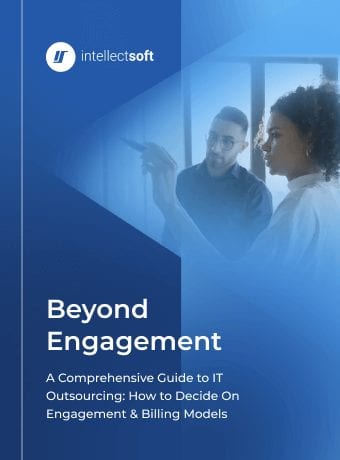 intellectsoft
Beyond
Engagement
A Comprehensive Guide to IT
Outsourcing: How to Decide On
Engagement & Billing Models